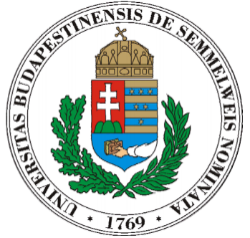 UNIVERSITAS BUDAPESTINENSIS DE SEMMELWEIS NOMINATA
· 1769 ·